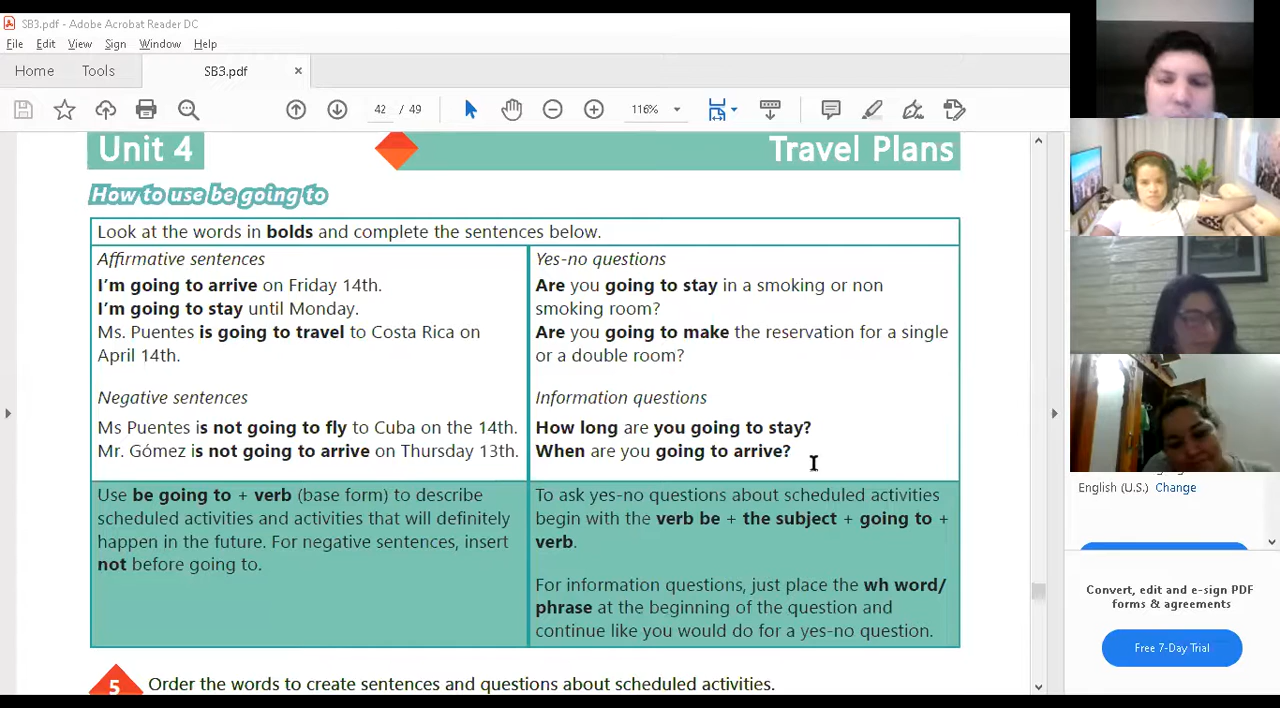 SB3.pdf - Adobe Acrobat Reader DC
File Edit View Sign Window Help
Home Tools SB3.pdf ×
42 / 49 116%
Unit 4 Travel Plans
How to use be going to
Look at the words in bolds and complete the sentences below.
Affirmative sentences
I'm going to arrive on Friday 14th.
I'm going to stay until Monday.
Ms. Puentes is going to travel to Costa Rica on
April 14th.
Negative sentences
Ms Puentes is not going to fly to Cuba on the 14th.
Mr. Gómez is not going to arrive on Thursday 13th.
Yes-no questions
Are you going to stay in a smoking or non
smoking room?
Are you going to make the reservation for a single
or a double room?
Information questions
How long are you going to stay?
When are you going to arrive?
Use be going to + verb (base form) to describe
scheduled activities and activities that will definitely
happen in the future. For negative sentences, insert
not before going to.
To ask yes-no questions about scheduled activities
begin with the verb be + the subject + going to +
verb.
For information questions, just place the wh word/
phrase at the beginning of the question and
continue like you would do for a yes-no question.
5 Order the words to create sentences and questions about scheduled activities.
English (U.S.) Change
Convert, edit and e-sign PDF
forms & agreements
Free 7-Day Trial